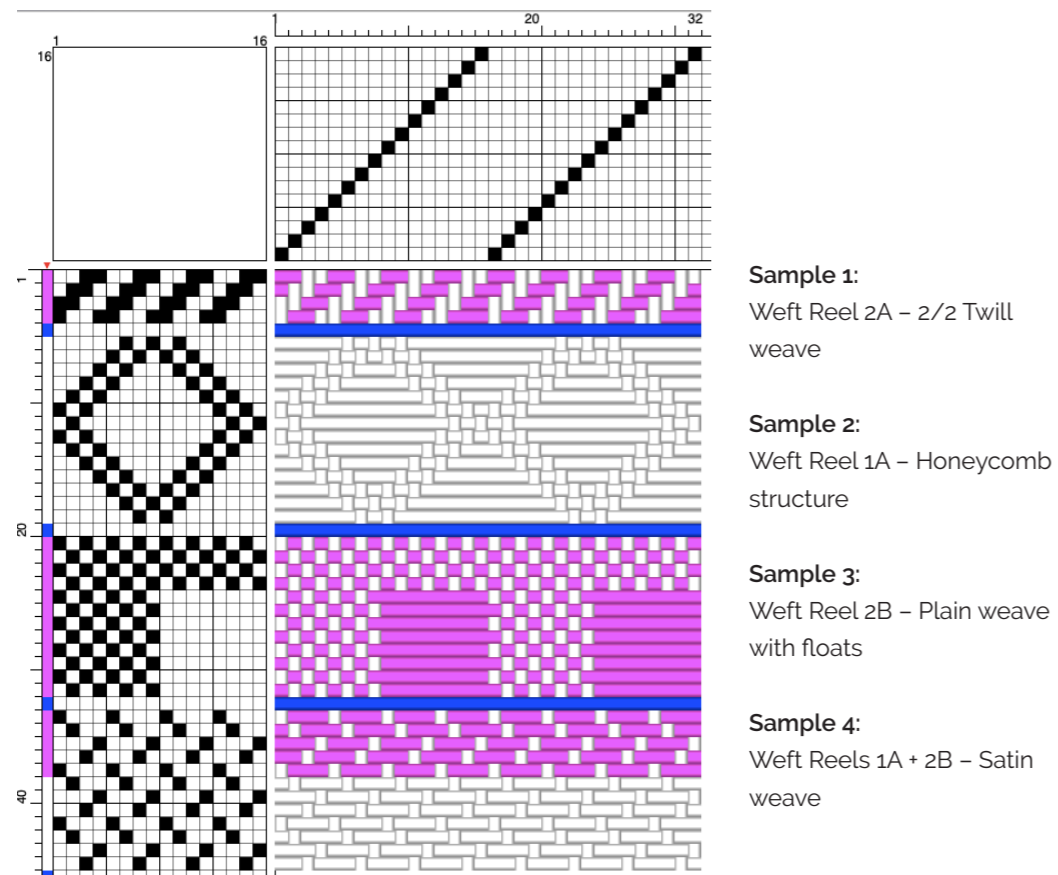 1
20
32
1
16
16
1
20
40
Sample 1:
Weft Reel 2A – 2/2 Twill
weave
Sample 2:
Weft Reel 1A – Honeycomb
structure
Sample 3:
Weft Reel 2B – Plain weave
with floats
Sample 4:
Weft Reels 1A + 2B – Satin
weave